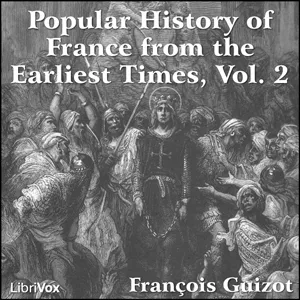 Popular History of
France from the
Earliest Times, Vol. 2
LibriVox
François Guizot